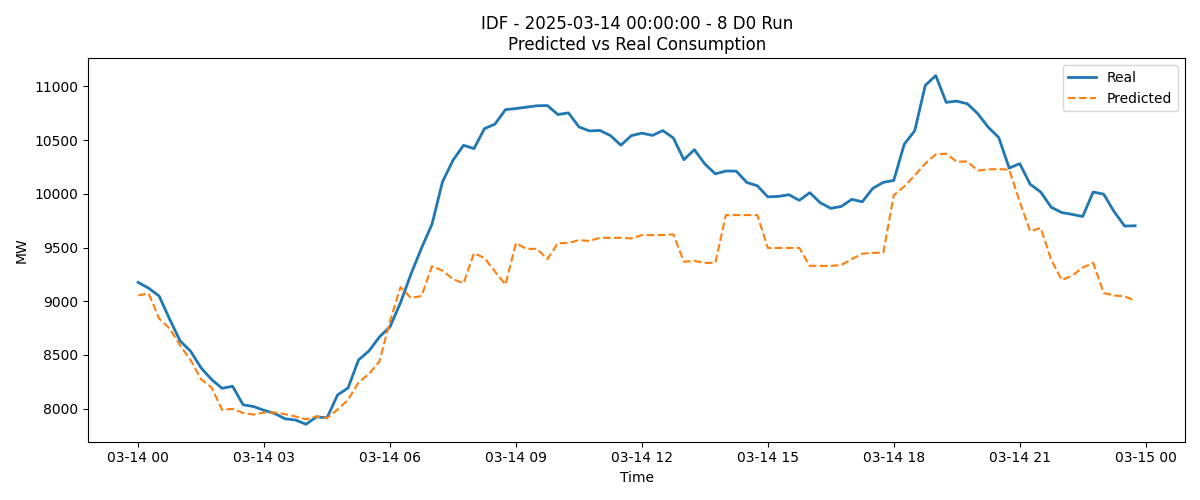 IDF - 2025-03-14 00:00:00 - 8 D0 Run
Predicted vs Real Consumption
Real
Predicted
MW
11000
10500
10000
9500
9000
8500
8000
03-14 00
03-14 03
03-14 06
03-14 09
03-14 12
03-14 15
03-14 18
03-14 21
03-15 00
Time